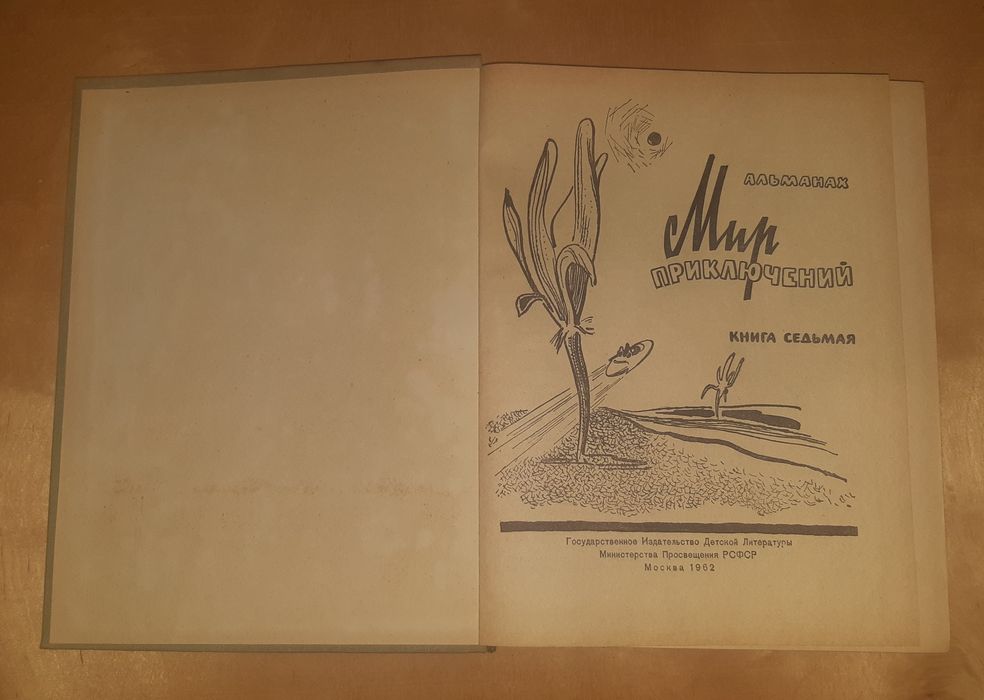 АЛЬМАНАХ
Мир
ПРИКЛЮЧЕНИЙ
КНИГА СЕДЬМАЯ
Государственное Издательство Детской Литературы
Министерства Просвещения РСФСР
Москва 1962